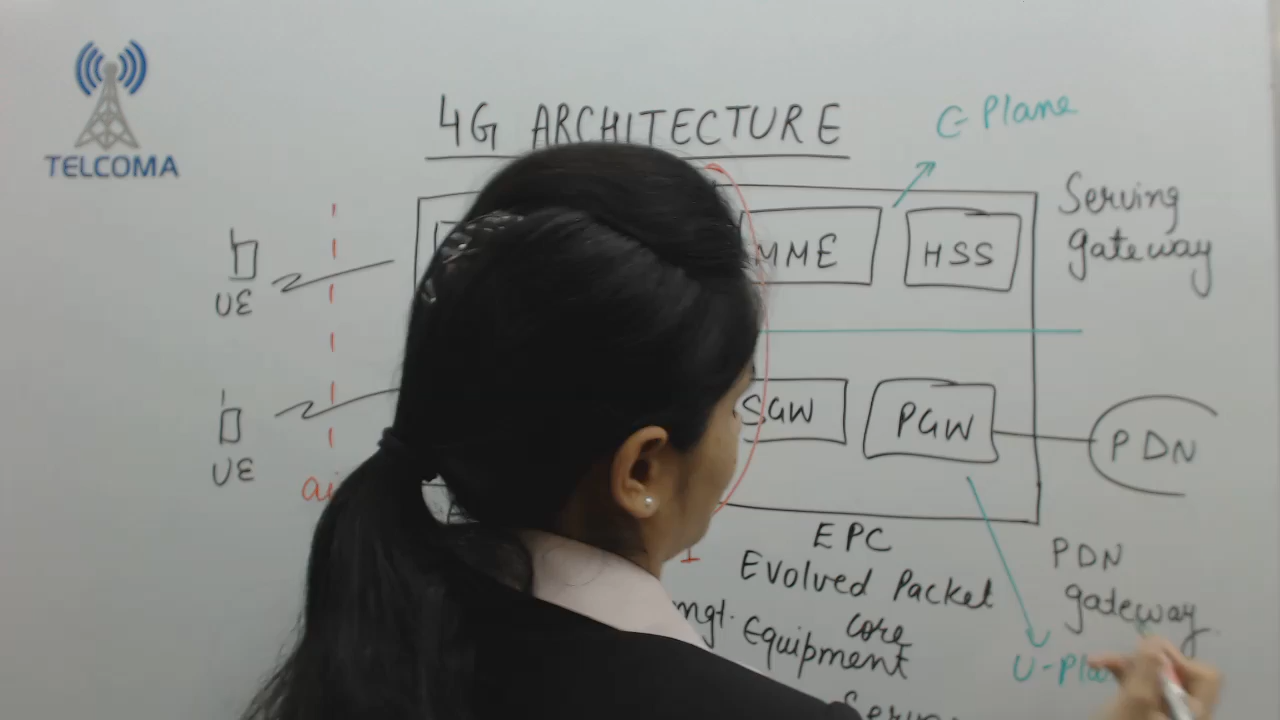 TELCOMA
4G ARCHITECTURE
C-Plane
Serving
gateway
UE
MME
HSS
UE
SGW
PGW
PDN
EPC
Evolved Packet
Core
mgt. Equipment
PDN
gateway